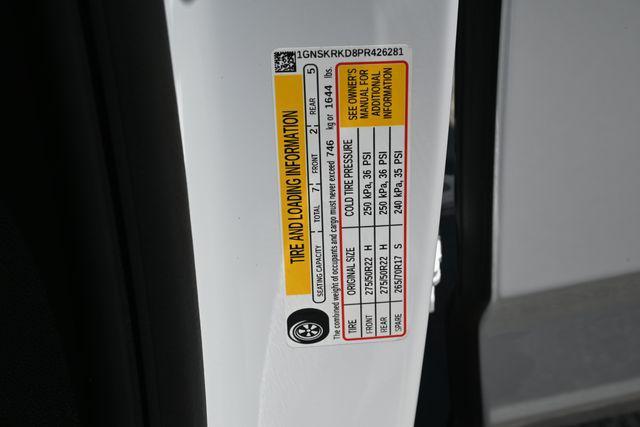 1GNSKRKD8PR426281
TIRE AND LOADING INFORMATION
SEATING CAPACITY TOTAL 7 FRONT 2 REAR 5
The combined weight of occupants and cargo must never exceed 746 kg or 1644 lbs.
TIRE ORIGINAL SIZE COLD TIRE PRESSURE
FRONT 275/50R22 H 250 kPa, 36 PSI
REAR 275/50R22 H 250 kPa, 36 PSI
SPARE 265/70R17 S 240 kPa, 35 PSI
SEE OWNER'S
MANUAL FOR
ADDITIONAL
INFORMATION